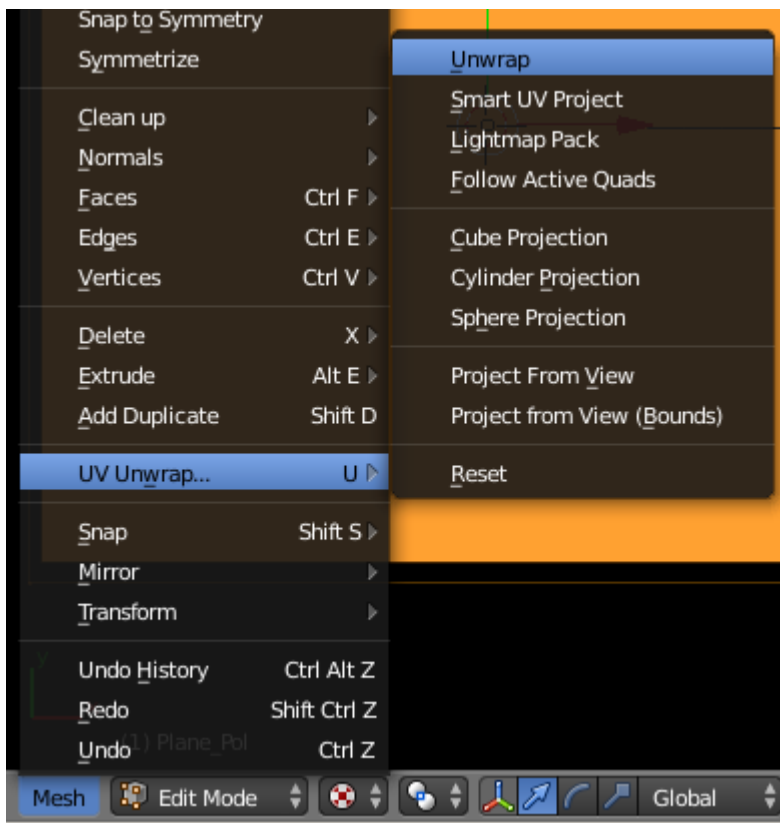 Snap to Symmetry
Symmetrize
Clean up
Normals
Faces Ctrl F
Edges Ctrl E
Vertices Ctrl V
Delete X
Extrude Alt E
Add Duplicate Shift D
UV Unwrap... U
Snap Shift S
Mirror
Transform
Undo History Ctrl Alt Z
Redo Shift Ctrl Z
Undo Ctrl Z
Unwrap
Smart UV Project
Lightmap Pack
Follow Active Quads
Cube Projection
Cylinder Projection
Sphere Projection
Project From View
Project from View (Bounds)
Reset
y
(1) Plane_Pol
Mesh Edit Mode Global